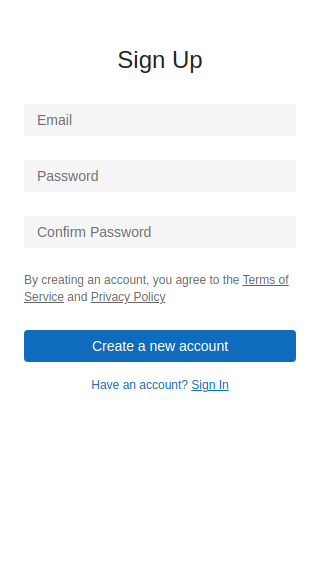 Sign Up
Email
Password
Confirm Password
By creating an account, you agree to the Terms of
Service and Privacy Policy
Create a new account
Have an account? Sign In